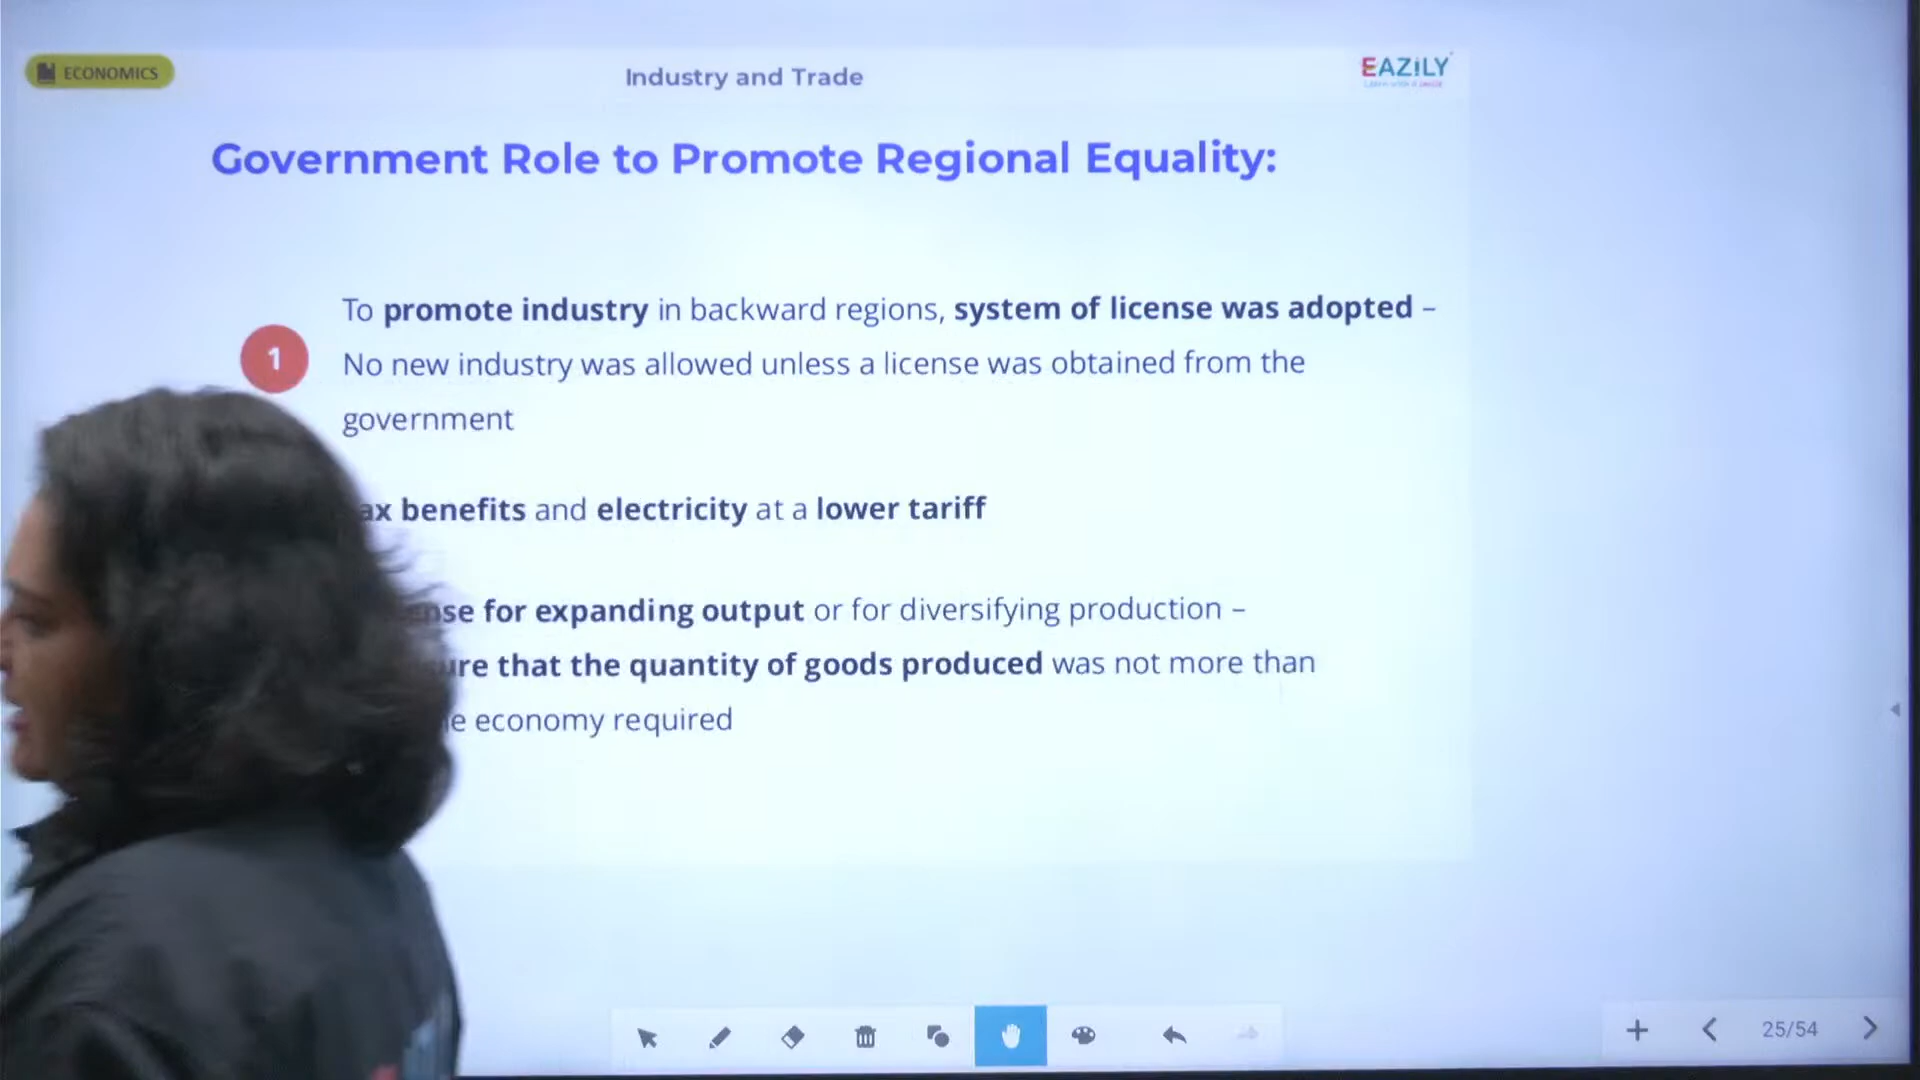 ECONOMICS
Industry and Trade
EAZILY
Government Role to Promote Regional Equality:
To promote industry in backward regions, system of license was adopted –
1
No new industry was allowed unless a license was obtained from the
government
benefits and electricity at a lower tariff
for expanding output or for diversifying production –
that the quantity of goods produced was not more than
economy required
25/54